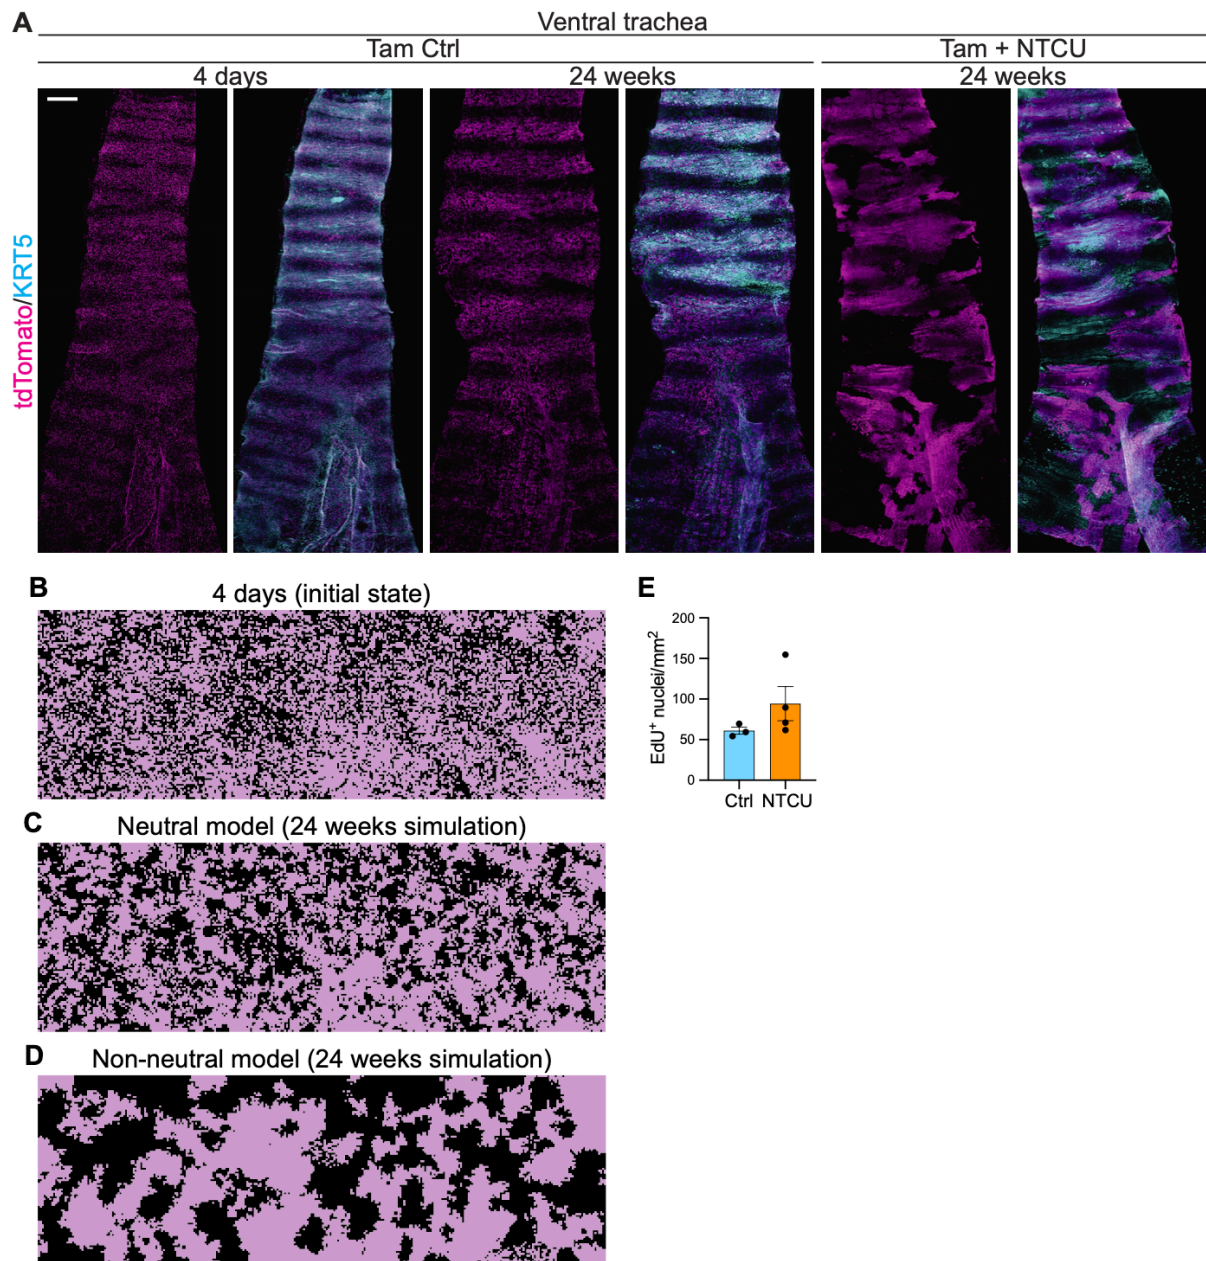 A
Ventral trachea
Tam Ctrl
Tam + NTCU
4 days
24 weeks
24 weeks
tdTomato/KRT5
B
4 days (initial state)
C
Neutral model (24 weeks simulation)
D
Non-neutral model (24 weeks simulation)
E
EdU⁺ nuclei/mm²
200
150
100
50
0
Ctrl
NTCU